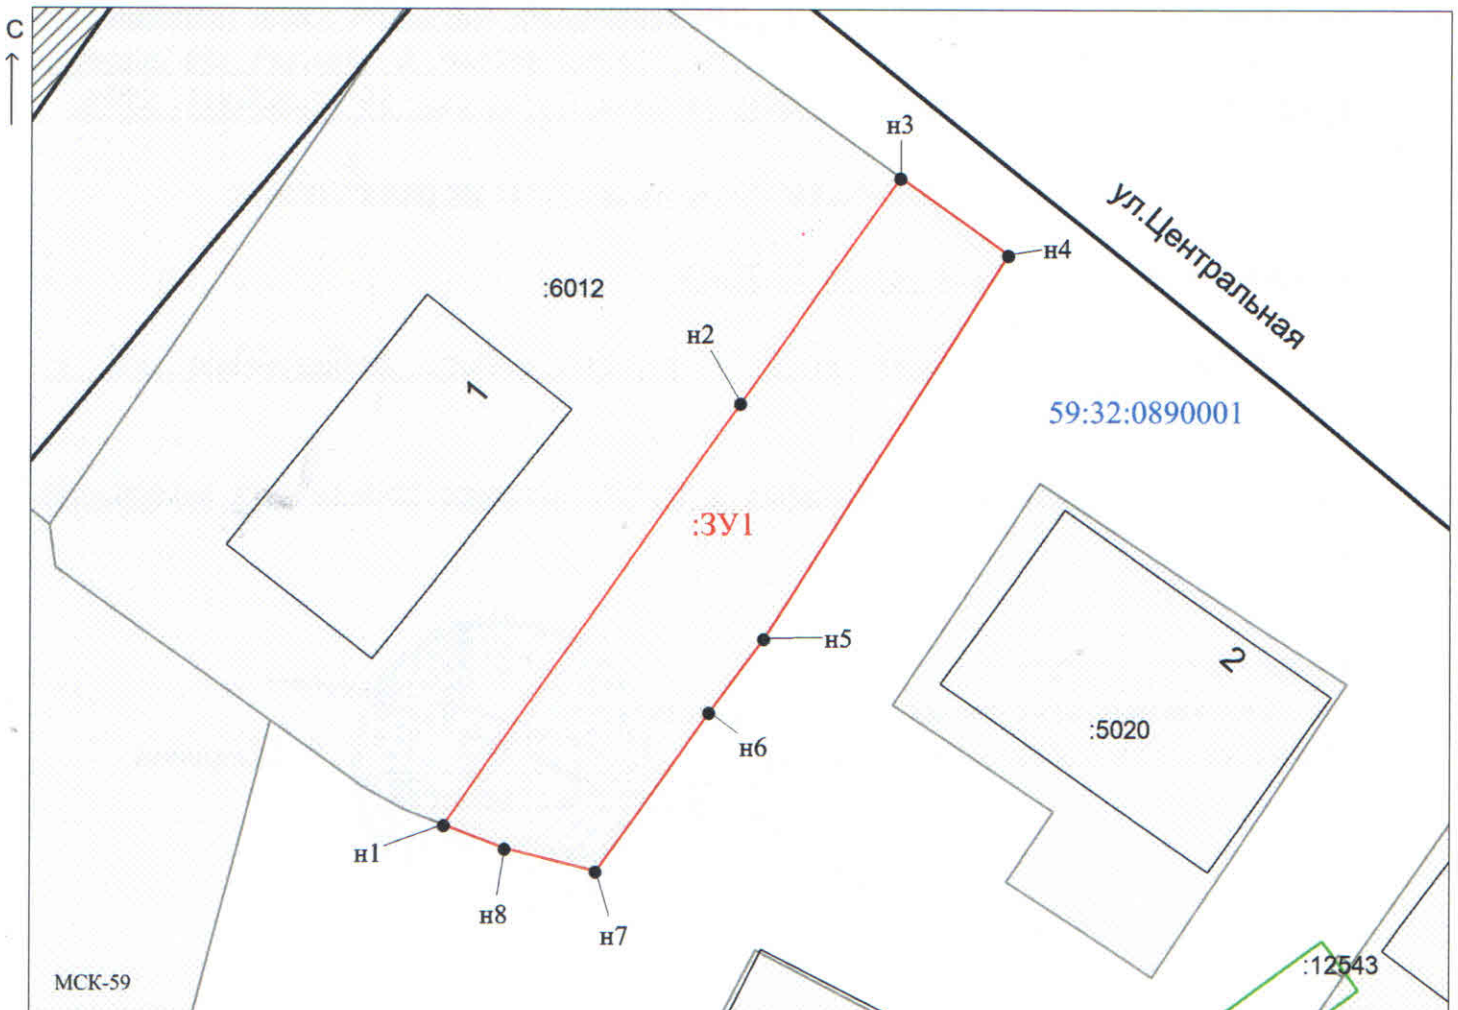 С
н3
ул.Центральная
н4
:6012
н2
1
59:32:0890001
:ЗУ1
н5
2
:5020
н6
н1
н8
н7
:12543
МСК-59